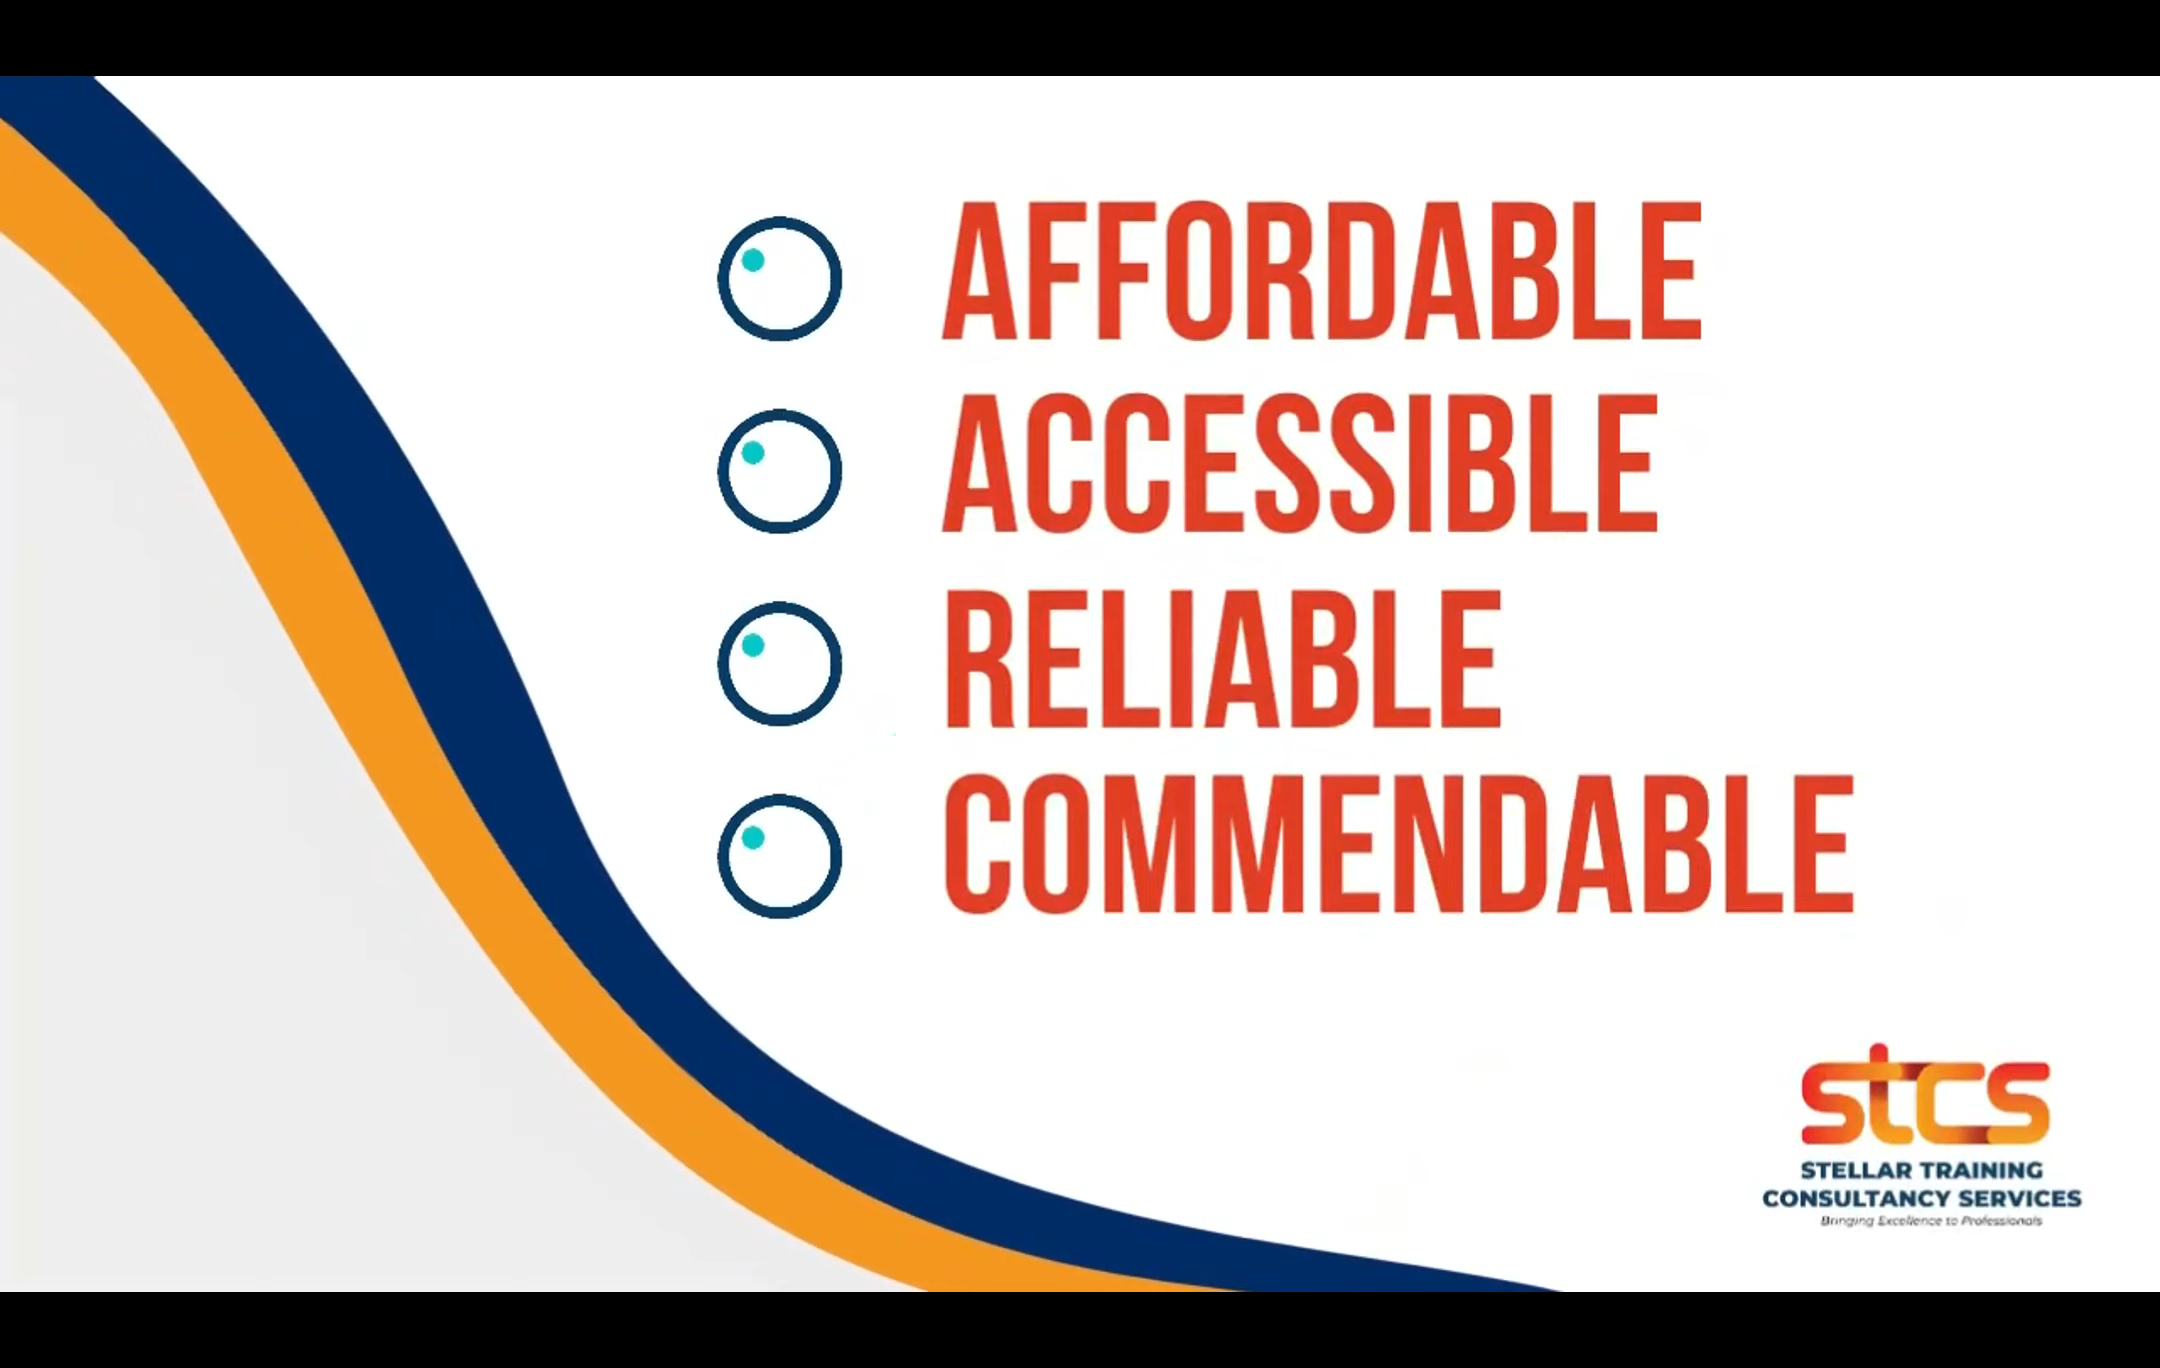 AFFORDABLE
ACCESSIBLE
RELIABLE
COMMENDABLE
stcs
STELLAR TRAINING
CONSULTANCY SERVICES
Bringing Excellence to Professionals